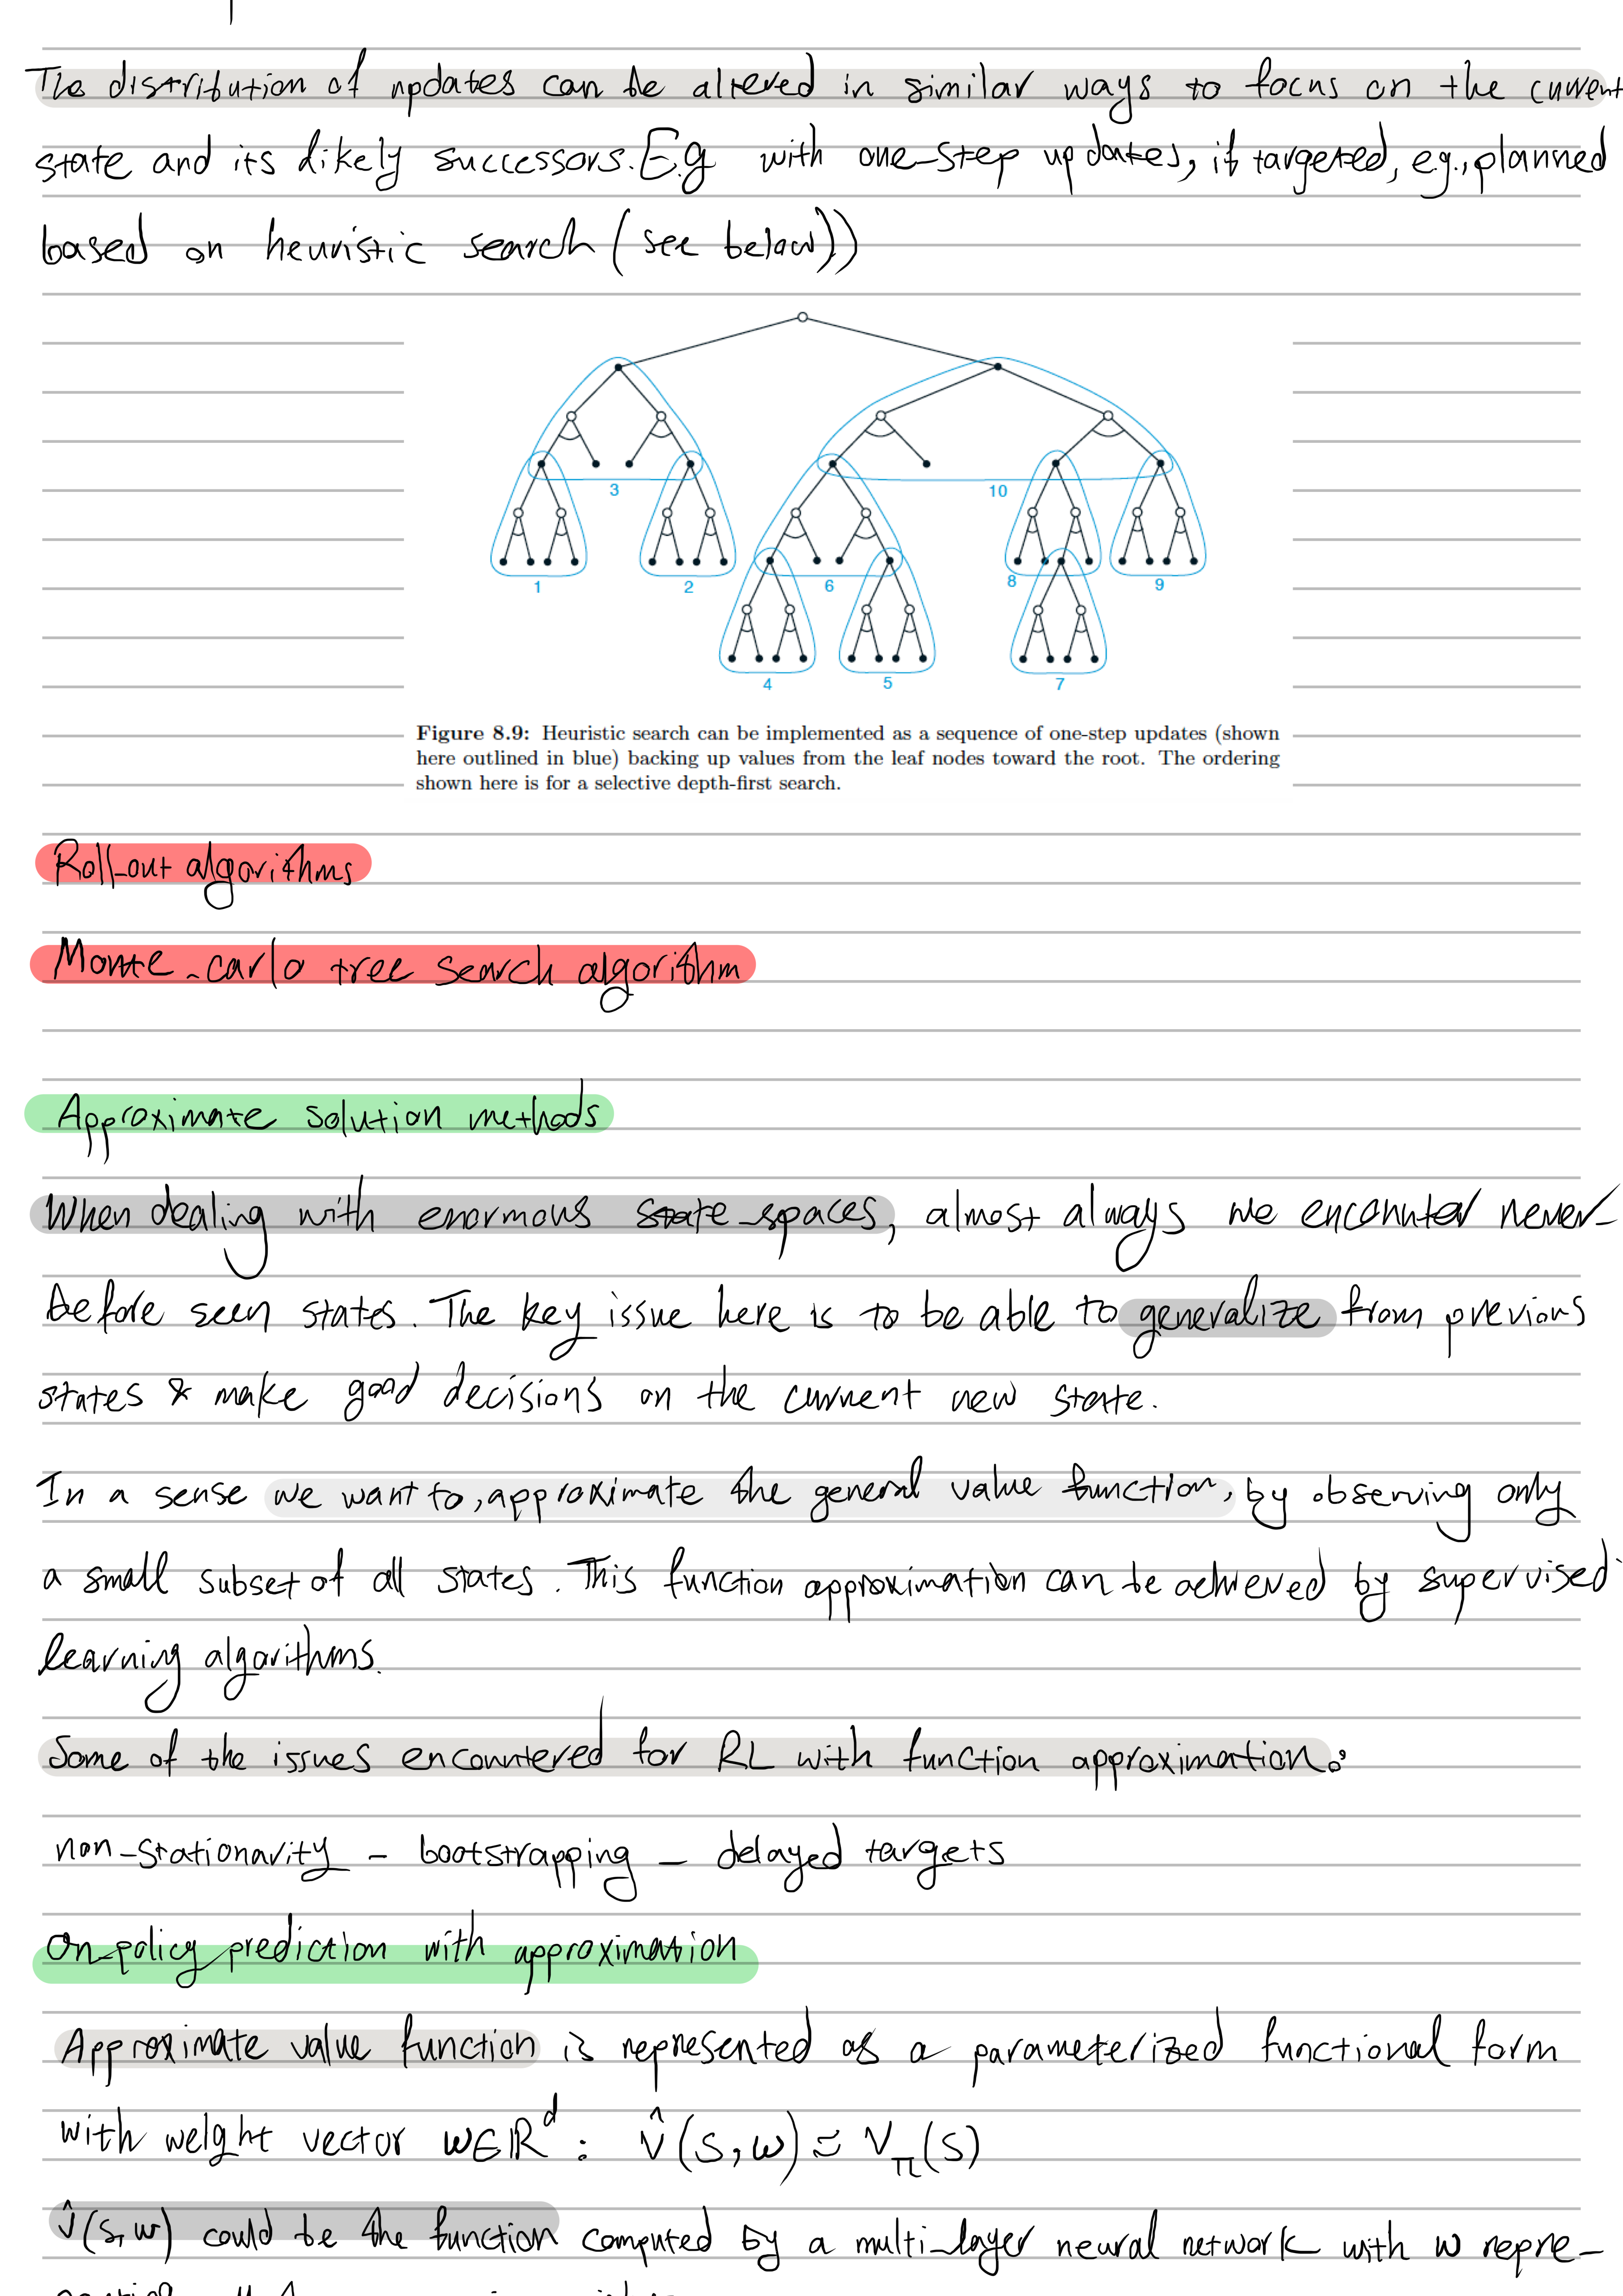 The distribution of updates can be altered in similar ways to focus on the current
state and its likely successors. E.g with one-step updates, if targeted, e.g., planned
based on heuristic search (see below))
3
10
1
2
6
8
9
4
5
7
Figure 8.9: Heuristic search can be implemented as a sequence of one-step updates (shown
here outlined in blue) backing up values from the leaf nodes toward the root. The ordering
shown here is for a selective depth-first search.
Roll-out algorithms
Monte-carlo tree search algorithm
Approximate solution methods
When dealing with enormous state-spaces, almost always we encounter never-
before seen states. The key issue here is to be able to generalize from previous
states & make good decisions on the current new state.
In a sense we want to, approximate the general value function, by observing only
a small subset of all states. This function approximation can be achieved by supervised
learning algorithms.
Some of the issues encountered for RL with function approximation:
non-stationarity - bootstrapping - delayed targets
On-policy prediction with approximation
Approximate value function is represented as a parameterized functional form
with weight vector w∈ℝ^d : v̂(s,w) ≈ v_π(s)
v̂(s,w) could be the function computed by a multi-layer neural network with w repre-